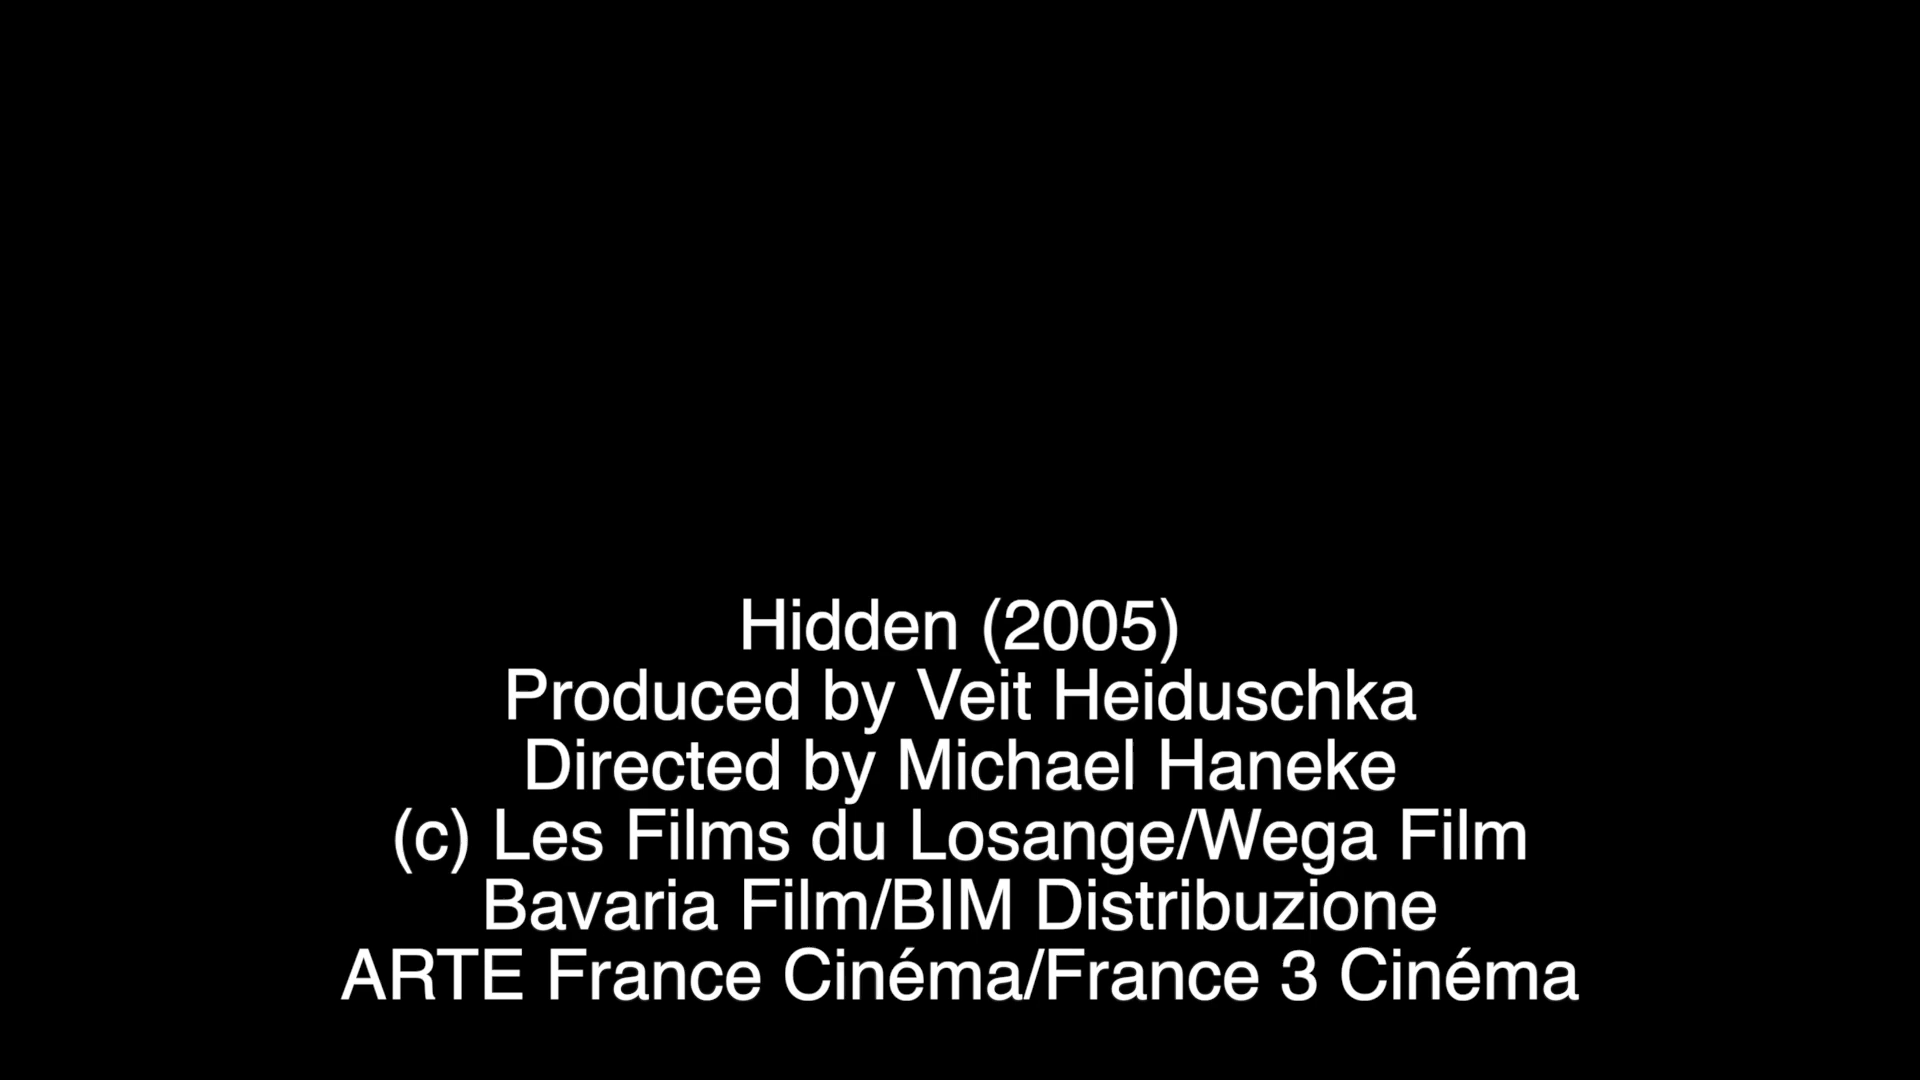 Hidden (2005)
Produced by Veit Heiduschka
Directed by Michael Haneke
(c) Les Films du Losange/Wega Film
Bavaria Film/BIM Distribuzione
ARTE France Cinéma/France 3 Cinéma